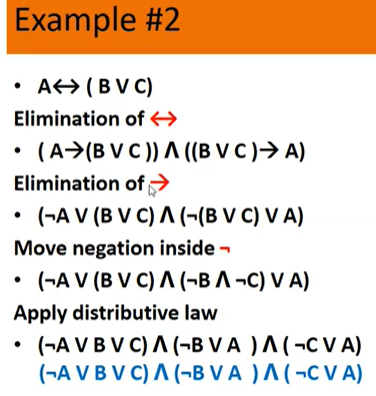 Example #2
• A↔ ( B V C)
Elimination of ↔
• ( A→(B V C )) Λ ((B V C )→ A)
Elimination of →
• (¬A V (B V C) Λ (¬(B V C) V A)
Move negation inside ¬
• (¬A V (B V C) Λ (¬B Λ ¬C) V A)
Apply distributive law
• (¬A V B V C) Λ (¬B V A ) Λ ( ¬C V A)
(¬A V B V C) Λ (¬B V A ) Λ ( ¬C V A)